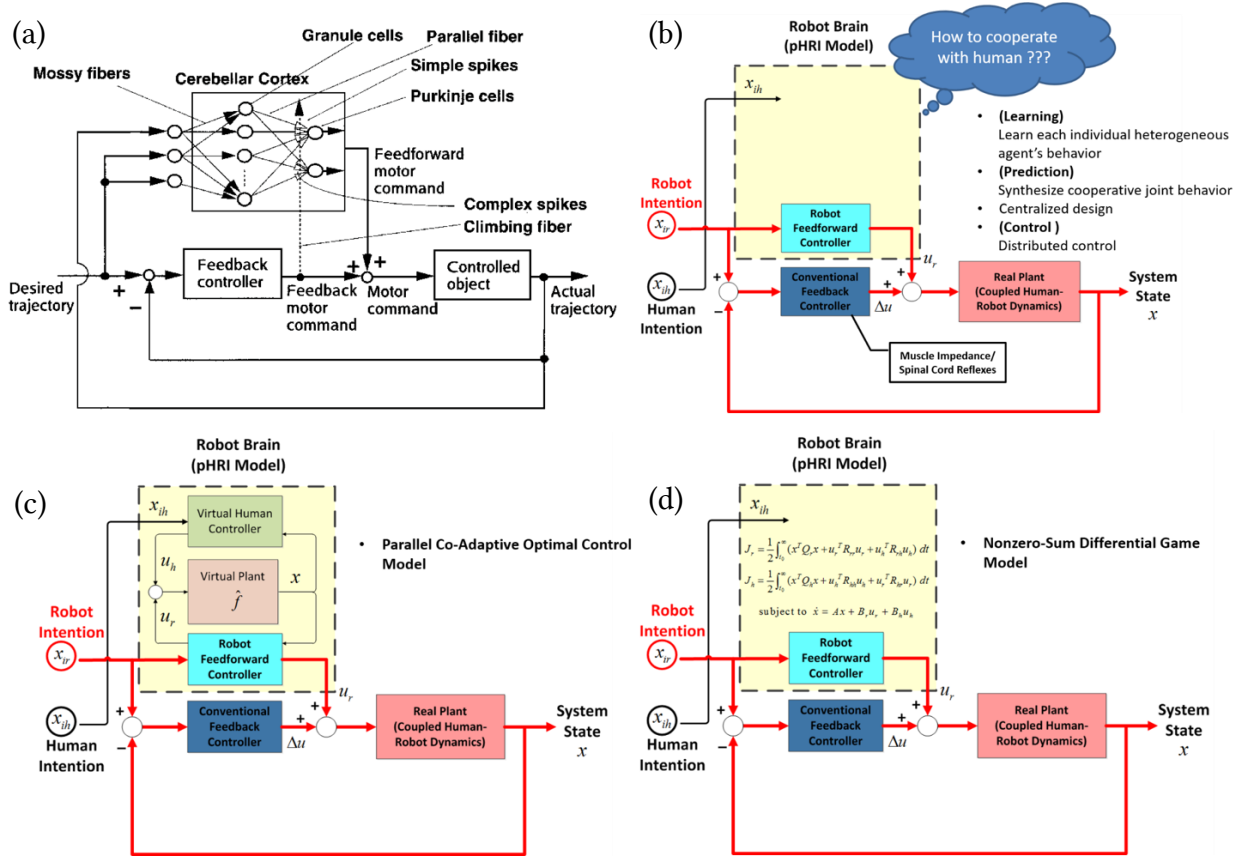 (a)
Granule cells
Parallel fiber
Mossy fibers
Cerebellar Cortex
Simple spikes
Purkinje cells
Feedforward
motor
command
Complex spikes
Climbing fiber
Desired
trajectory
+
−
Feedback
controller
Feedback
motor
command
+
+
Motor
command
Controlled
object
Actual
trajectory
(b)
Robot Brain
(pHRI Model)
How to cooperate
with human ???
x_ih
• (Learning)
Learn each individual heterogeneous
agent's behavior
• (Prediction)
Synthesize cooperative joint behavior
• Centralized design
• (Control )
Distributed control
Robot
Intention
x_ir
Robot
Feedforward
Controller
u_r
x_ih
Human
Intention
+
−
Conventional
Feedback
Controller
Δu
+
+
Real Plant
(Coupled Human-
Robot Dynamics)
System
State
x
Muscle Impedance/
Spinal Cord Reflexes
(c)
Robot Brain
(pHRI Model)
x_ih
Virtual Human
Controller
u_h
Virtual Plant
f̂
x
u_r
• Parallel Co-Adaptive Optimal Control
Model
Robot
Intention
x_ir
Robot
Feedforward
Controller
u_r
x_ih
Human
Intention
+
−
Conventional
Feedback
Controller
Δu
+
+
Real Plant
(Coupled Human-
Robot Dynamics)
System
State
x
(d)
Robot Brain
(pHRI Model)
x_ih
J_r = 1/2 ∫_{t_0}^∞ (x^T Q_r x + u_r^T R_rr u_r + u_h^T R_rh u_h) dt
J_h = 1/2 ∫_{t_0}^∞ (x^T Q_h x + u_h^T R_hh u_h + u_r^T R_hr u_r) dt
subject to ẋ = Ax + B_r u_r + B_h u_h
• Nonzero-Sum Differential Game
Model
Robot
Intention
x_ir
Robot
Feedforward
Controller
u_r
x_ih
Human
Intention
+
−
Conventional
Feedback
Controller
Δu
+
+
Real Plant
(Coupled Human-
Robot Dynamics)
System
State
x